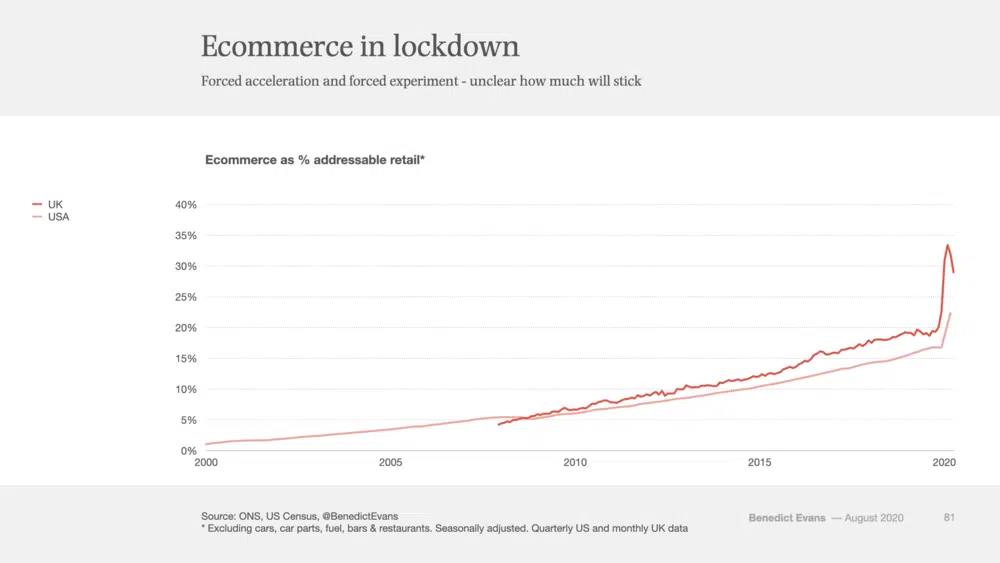 Ecommerce in lockdown
Forced acceleration and forced experiment - unclear how much will stick
Ecommerce as % addressable retail*
UK
USA
40%
35%
30%
25%
20%
15%
10%
5%
0%
2000 2005 2010 2015 2020
Source: ONS, US Census, @BenedictEvans
* Excluding cars, car parts, fuel, bars & restaurants. Seasonally adjusted. Quarterly US and monthly UK data
Benedict Evans — August 2020 81